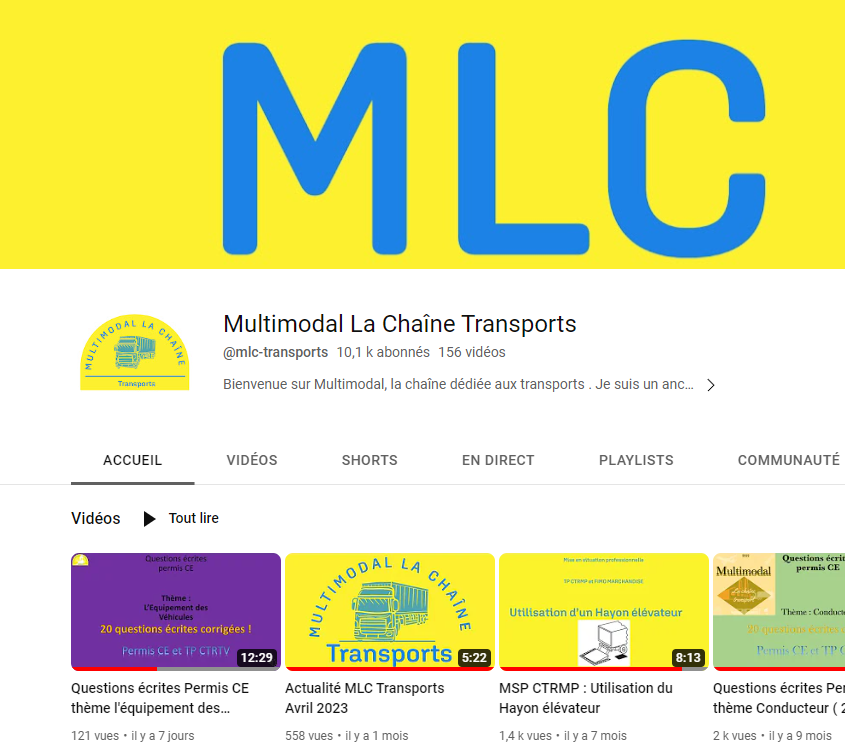 MLC
MULTIMODAL LA CHAÎNE
Transports
Multimodal La Chaîne Transports
@mlc-transports 10,1 k abonnés 156 vidéos
Bienvenue sur Multimodal, la chaîne dédiée aux transports . Je suis un anc...
ACCUEIL VIDÉOS SHORTS EN DIRECT PLAYLISTS COMMUNAUTÉ
Vidéos Tout lire
Questions écrites
permis CE
Thème :
L'Equipement des
Véhicules
20 questions écrites corrigées !
Permis CE et TP CTRTV
12:29
MULTIMODAL LA CHAÎNE
Transports
5:22
Mise en situation professionnelle
TP CTRMP et FIMO MARCHANDISE
Utilisation d'un Hayon élévateur
8:13
Questions écrit
permis CE
Multimodal
La chaîne
Transport
Thème : Conducte
20 questions écrites
Permis CE et TP C
Questions écrites Permis CE
thème l'équipement des...
121 vues • il y a 7 jours
Actualité MLC Transports
Avril 2023
558 vues • il y a 1 mois
MSP CTRMP : Utilisation du
Hayon élévateur
1,4 k vues • il y a 7 mois
Questions écrites Per
thème Conducteur ( 2
2 k vues • il y a 9 mois